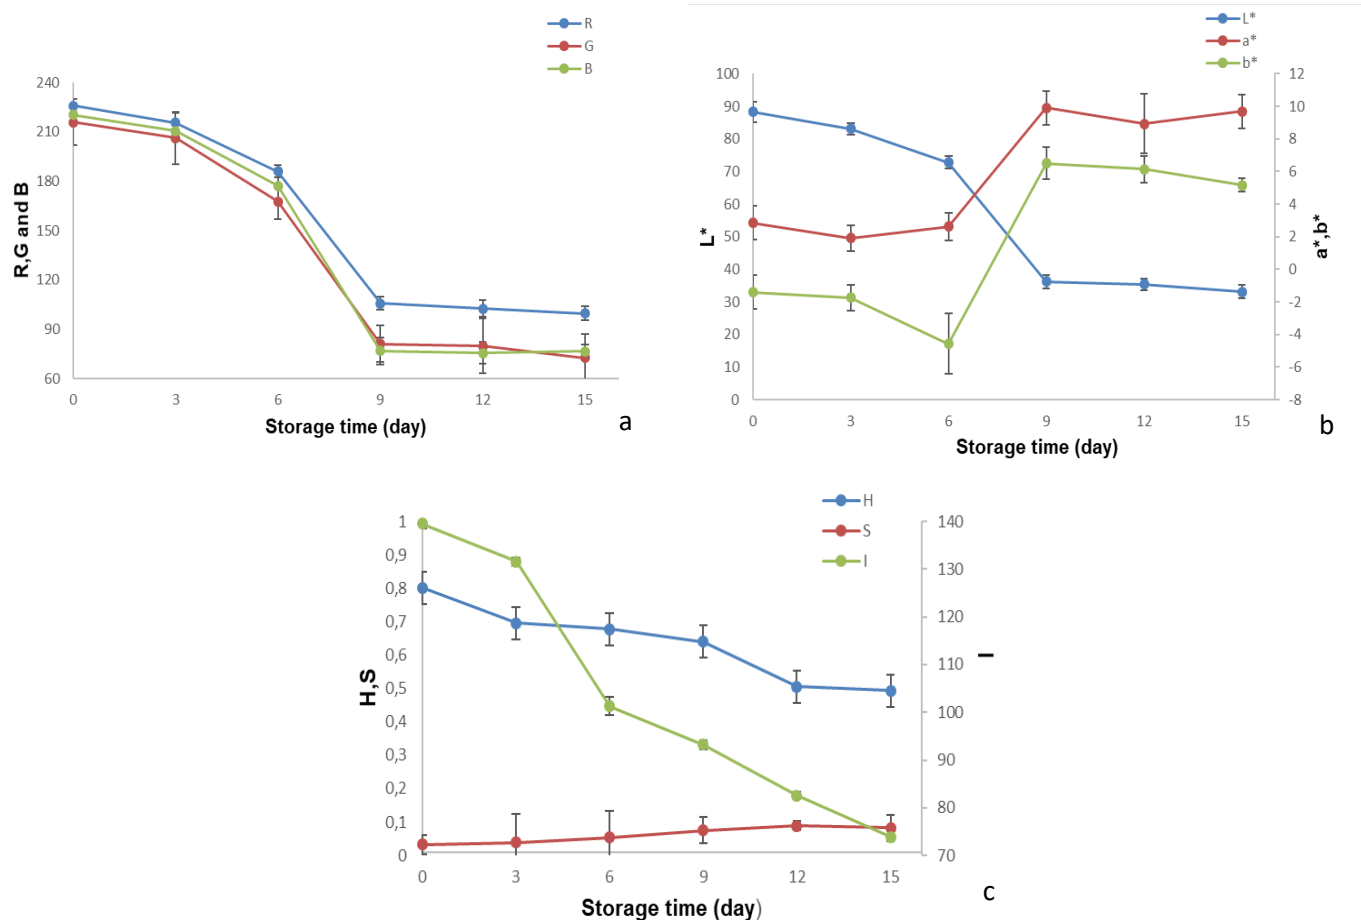 R
G
B
240
210
180
150
120
90
60
R,G and B
0 3 6 9 12 15
Storage time (day)
a
L*
a*
b*
100
90
80
70
60
50
40
30
20
10
0
L*
12
10
8
6
4
2
0
-2
-4
-6
-8
a*,b*
0 3 6 9 12 15
Storage time (day)
b
H
S
I
1
0,9
0,8
0,7
0,6
0,5
0,4
0,3
0,2
0,1
0
H,S
140
130
120
110
100
90
80
70
I
0 3 6 9 12 15
Storage time (day)
c